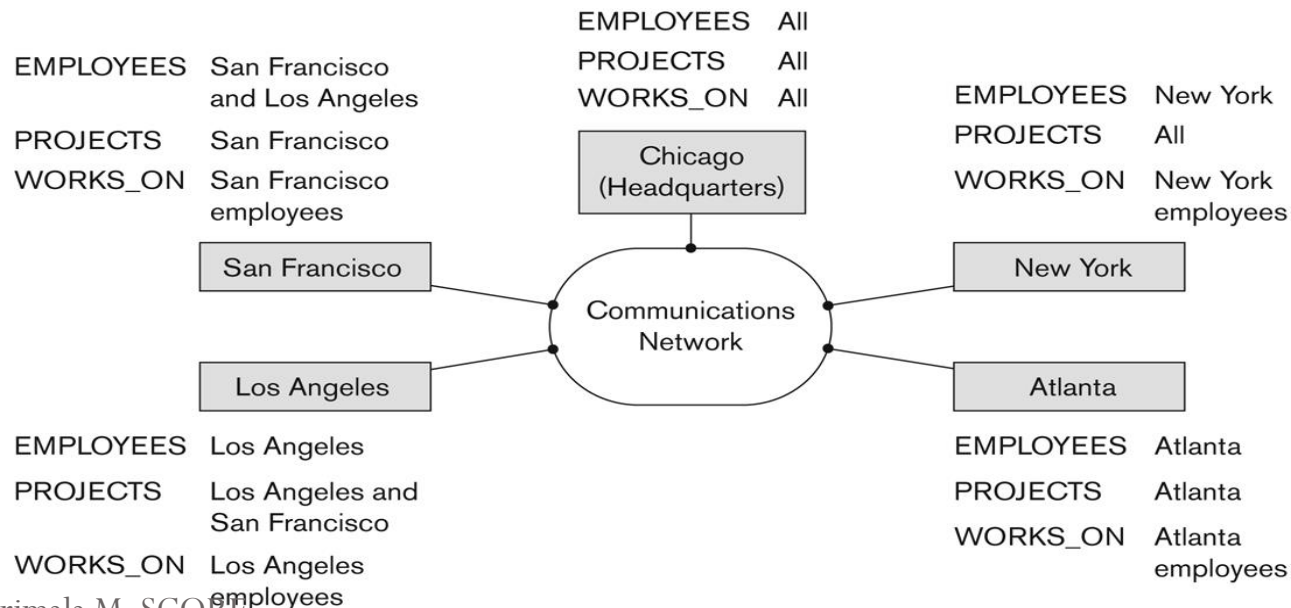 EMPLOYEES All
PROJECTS All
WORKS_ON All
Chicago
(Headquarters)
EMPLOYEES San Francisco
and Los Angeles
PROJECTS San Francisco
WORKS_ON San Francisco
employees
San Francisco
EMPLOYEES New York
PROJECTS All
WORKS_ON New York
employees
New York
Communications
Network
Los Angeles
EMPLOYEES Los Angeles
PROJECTS Los Angeles and
San Francisco
WORKS_ON Los Angeles
employees
Atlanta
EMPLOYEES Atlanta
PROJECTS Atlanta
WORKS_ON Atlanta
employees